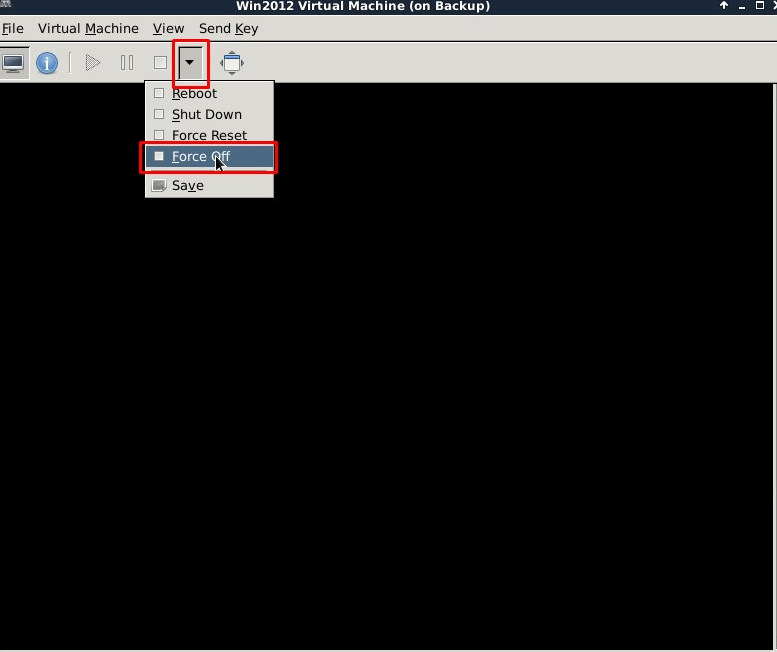 Win2012 Virtual Machine (on Backup)
File Virtual Machine View Send Key
Reboot
Shut Down
Force Reset
Force Off
Save